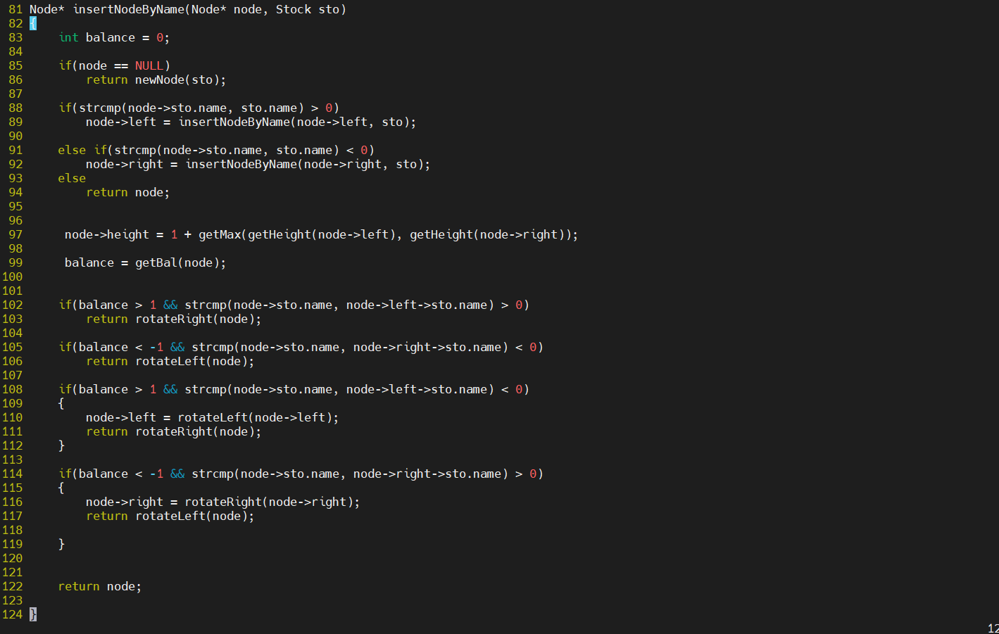 81 Node* insertNodeByName(Node* node, Stock sto)
82 {
83     int balance = 0;
84
85     if(node == NULL)
86         return newNode(sto);
87
88     if(strcmp(node->sto.name, sto.name) > 0)
89         node->left = insertNodeByName(node->left, sto);
90
91     else if(strcmp(node->sto.name, sto.name) < 0)
92         node->right = insertNodeByName(node->right, sto);
93     else
94         return node;
95
96
97      node->height = 1 + getMax(getHeight(node->left), getHeight(node->right));
98
99      balance = getBal(node);
100
101
102     if(balance > 1 && strcmp(node->sto.name, node->left->sto.name) > 0)
103         return rotateRight(node);
104
105     if(balance < -1 && strcmp(node->sto.name, node->right->sto.name) < 0)
106         return rotateLeft(node);
107
108     if(balance > 1 && strcmp(node->sto.name, node->left->sto.name) < 0)
109     {
110         node->left = rotateLeft(node->left);
111         return rotateRight(node);
112     }
113
114     if(balance < -1 && strcmp(node->sto.name, node->right->sto.name) > 0)
115     {
116         node->right = rotateRight(node->right);
117         return rotateLeft(node);
118
119     }
120
121
122     return node;
123
124 }